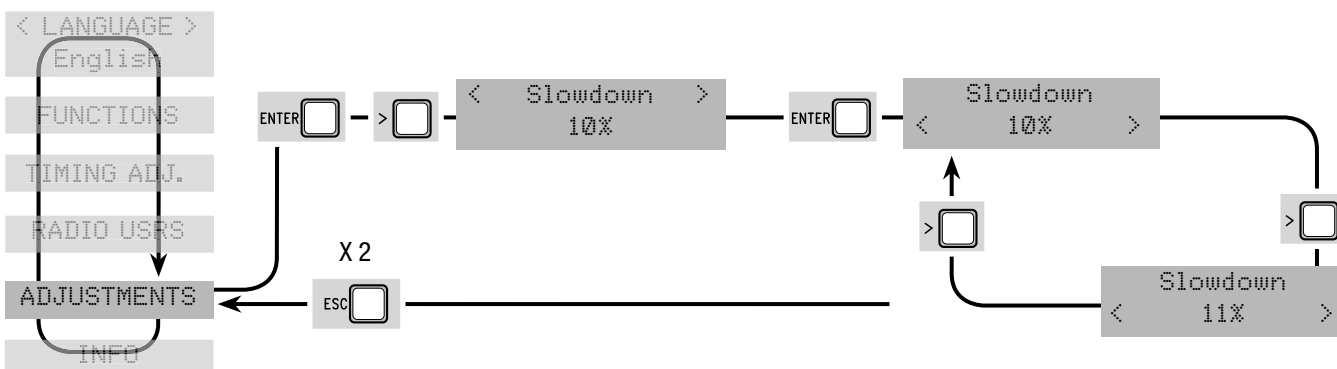 < LANGUAGE >
English
FUNCTIONS
TIMING ADJ.
RADIO USRS
ADJUSTMENTS
INFO
ENTER
>
< Slowdown >
10%
ENTER
Slowdown
< 10% >
>
Slowdown
< 11% >
>
X 2
ESC